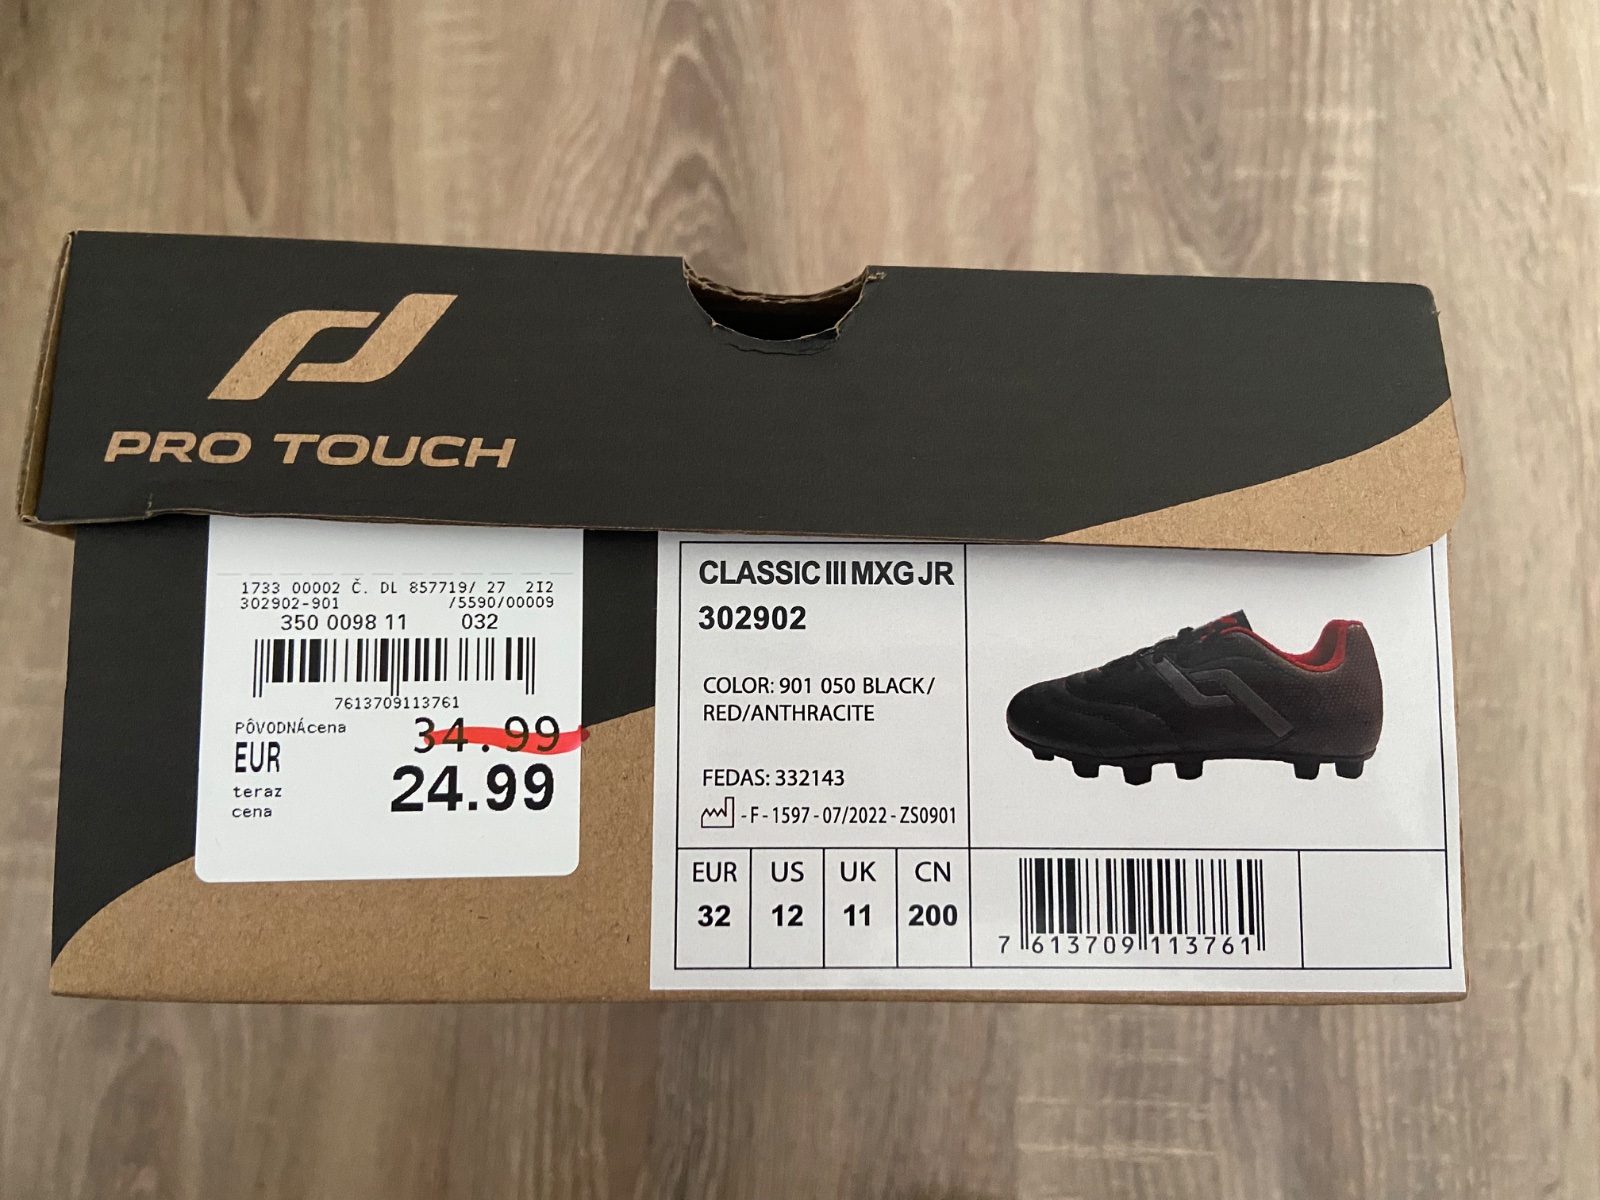 PRO TOUCH
1733 00002 Č. DL 857719/ 27 2I2
302902-901 /5590/00009
350 0098 11 032
7613709113761
PÔVODNÁcena 34.99
EUR
24.99
teraz
cena
CLASSIC III MXG JR
302902
COLOR: 901 050 BLACK/
RED/ANTHRACITE
FEDAS: 332143
- F - 1597 - 07/2022 - ZS0901
EUR US UK CN
32 12 11 200
7 613709 113761